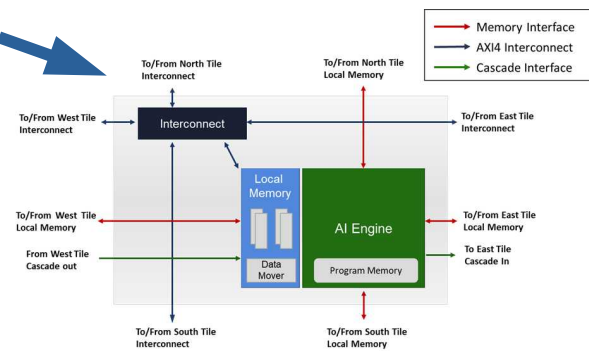 Memory Interface
AXI4 Interconnect
Cascade Interface
To/From North Tile
Interconnect
To/From North Tile
Local Memory
To/From West Tile
Interconnect
Interconnect
To/From East Tile
Interconnect
Local
Memory
To/From West Tile
Local Memory
AI Engine
To/From East Tile
Local Memory
From West Tile
Cascade out
Data
Mover
Program Memory
To East Tile
Cascade In
To/From South Tile
Interconnect
To/From South Tile
Local Memory